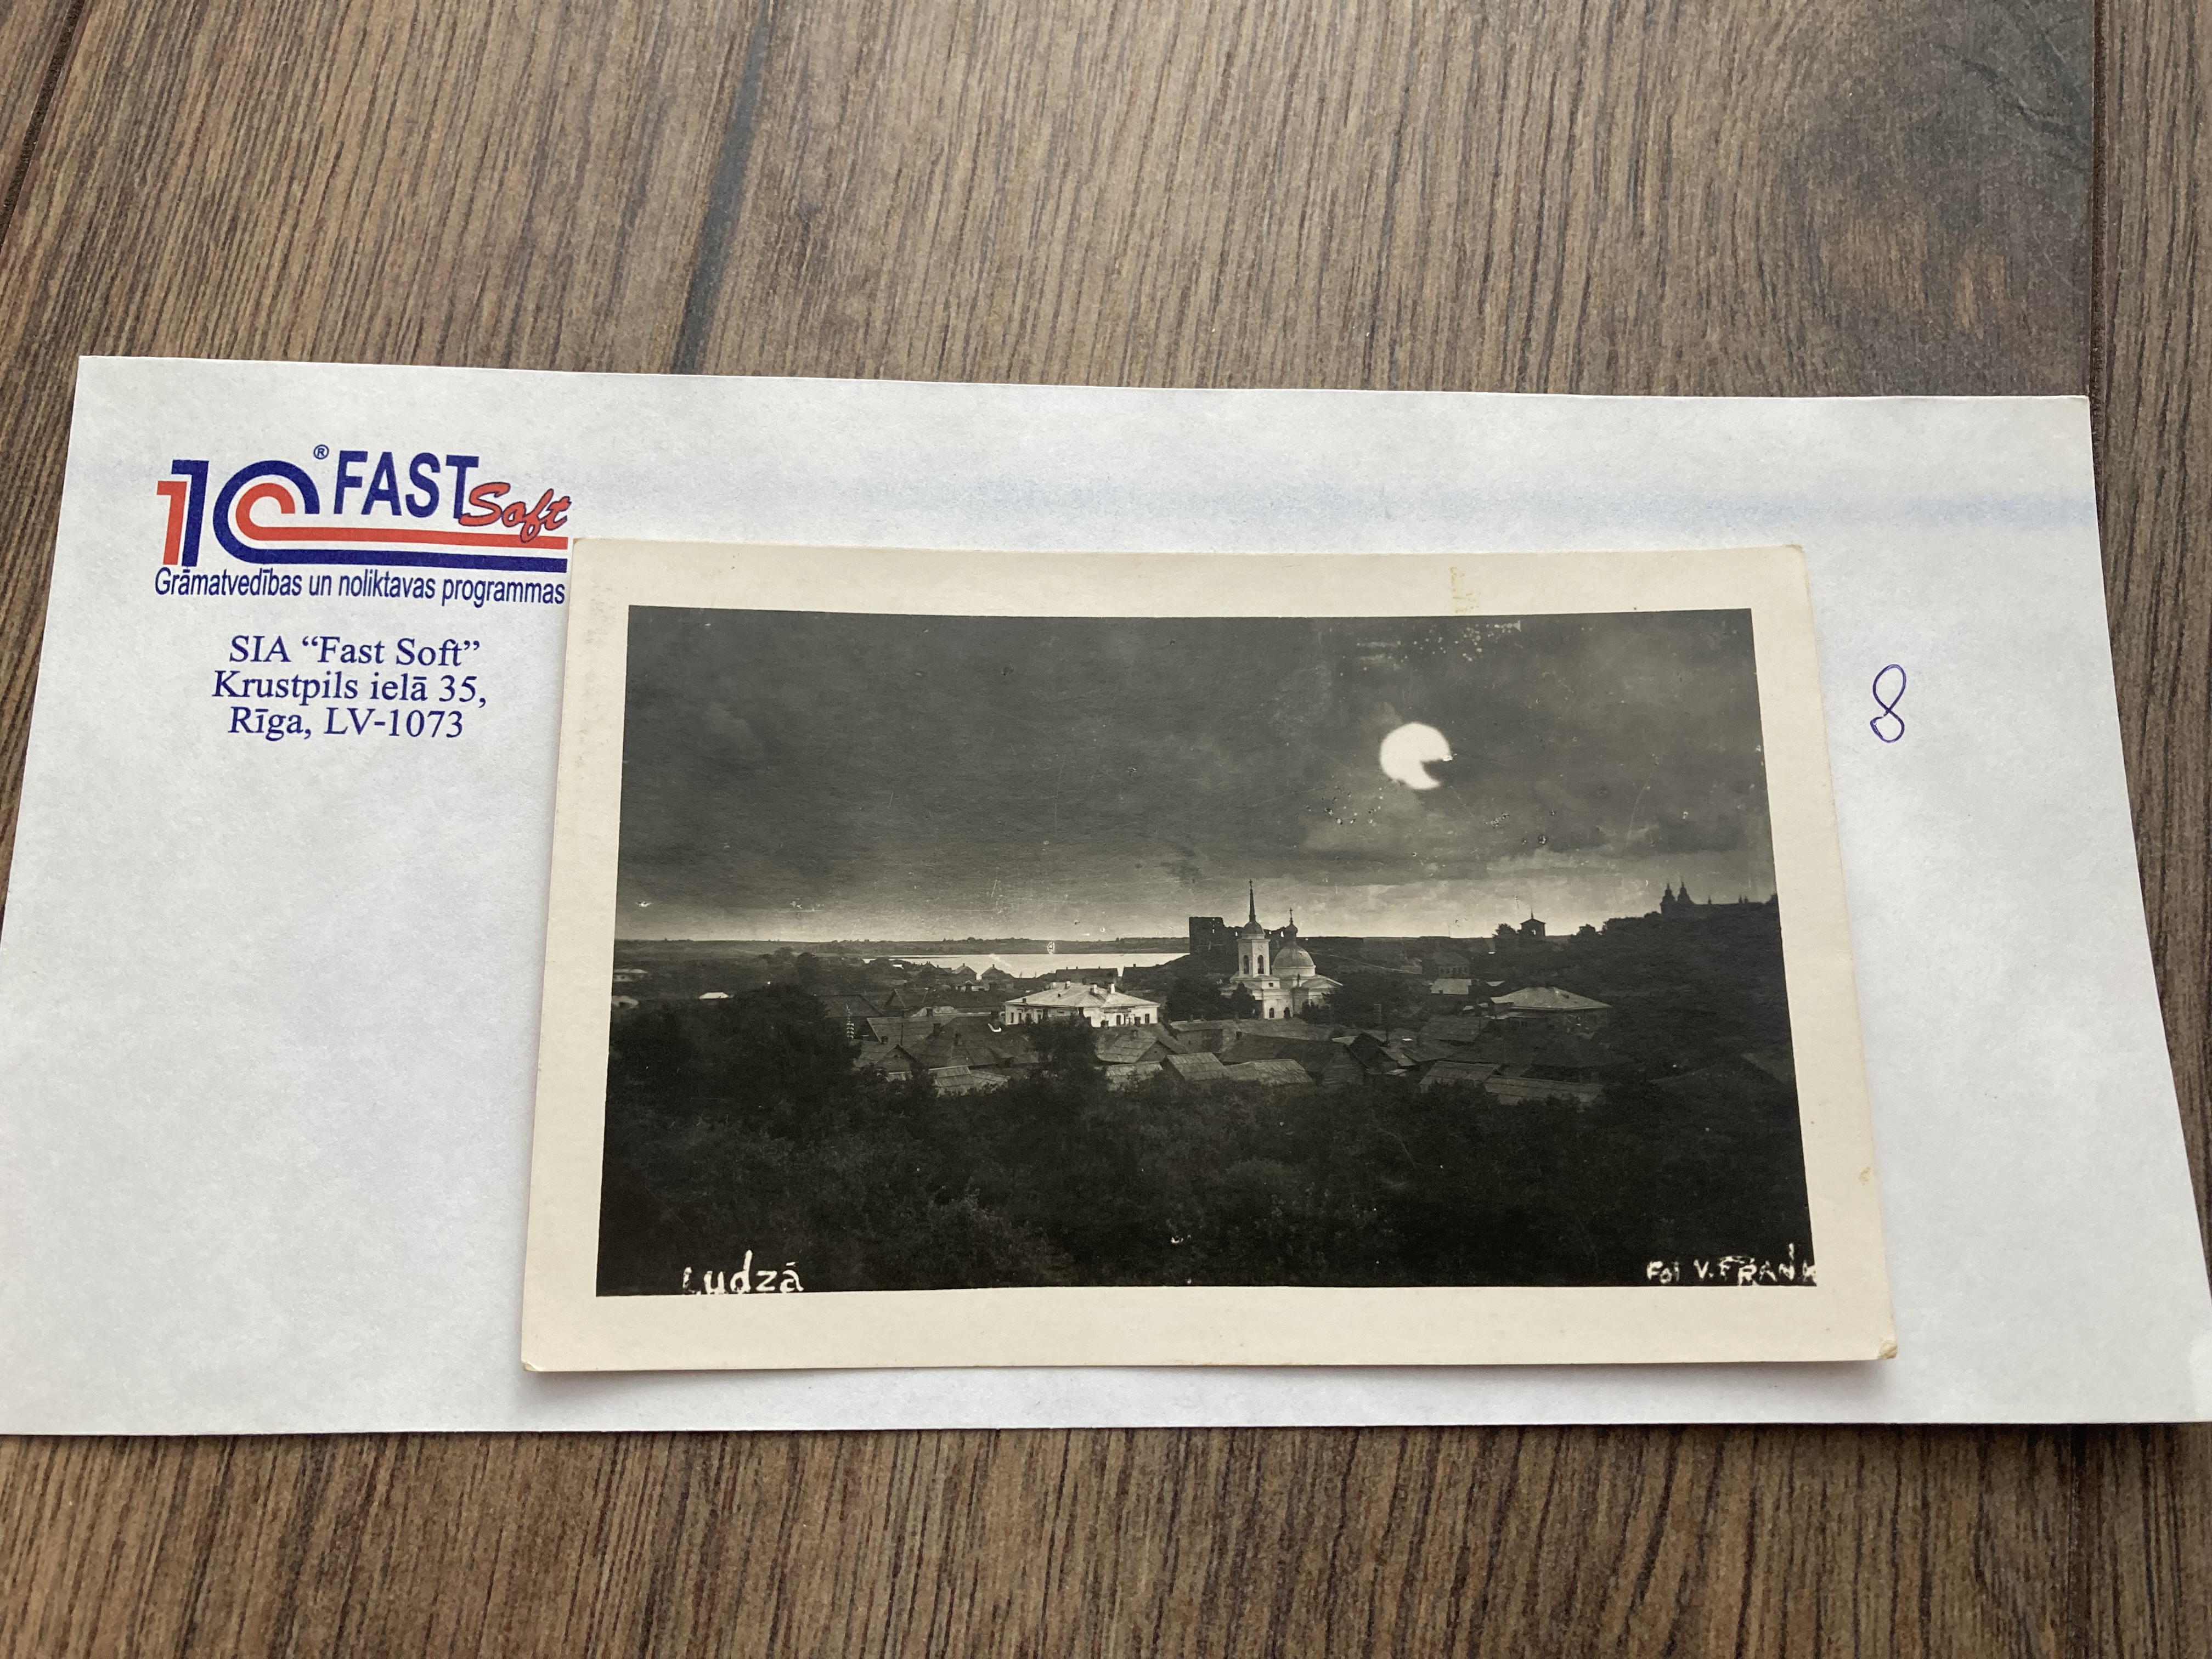 1C® FAST Soft
Grāmatvedības un noliktavas programmas
SIA “Fast Soft”
Krustpils ielā 35,
Rīga, LV-1073
8
Ludzā
Fot V. FRANK